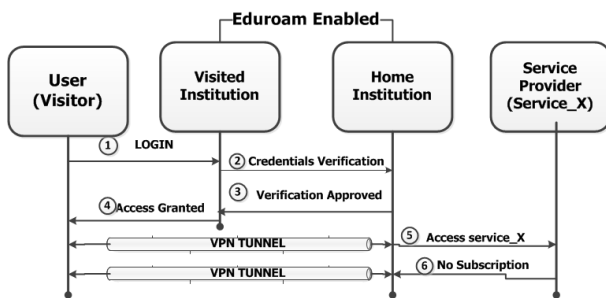 Eduroam Enabled
User
(Visitor)
Visited
Institution
Home
Institution
Service
Provider
(Service_X)
1 LOGIN
2 Credentials Verification
3 Verification Approved
4 Access Granted
VPN TUNNEL
5 Access service_X
VPN TUNNEL
6 No Subscription